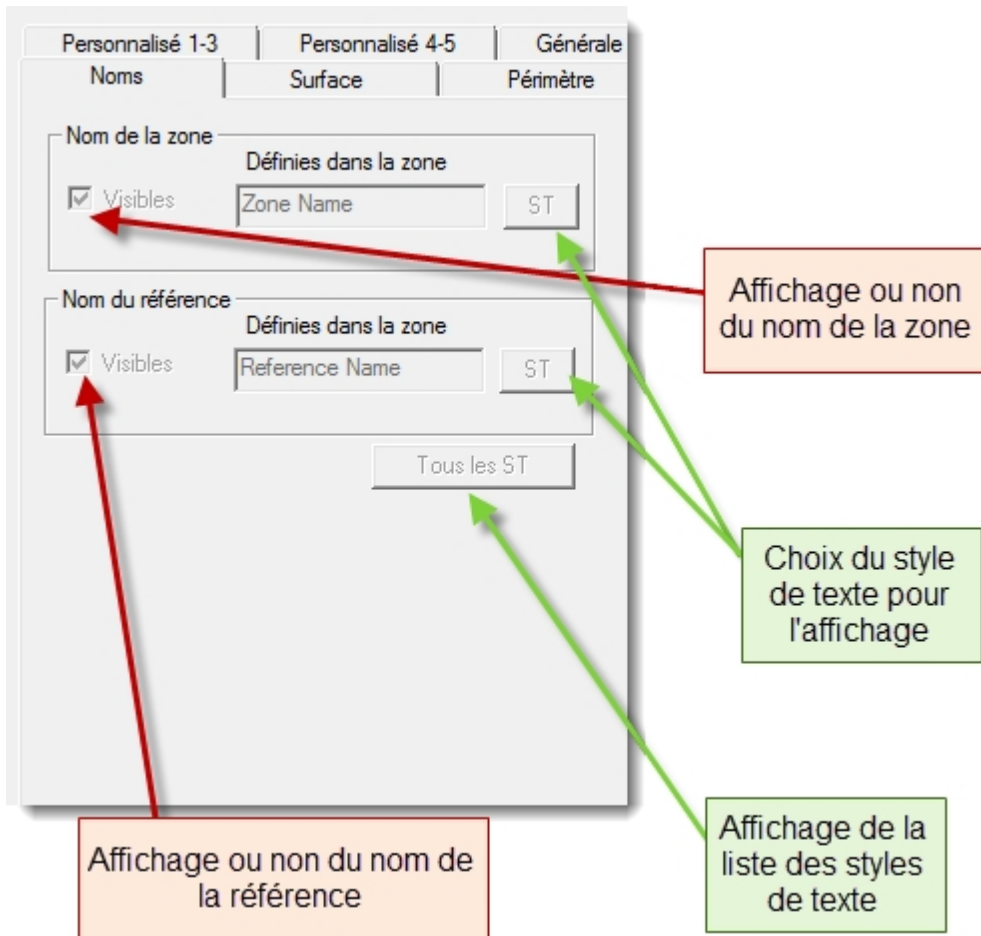 Personnalisé 1-3 Personnalisé 4-5 Générale
Noms Surface Périmètre
Nom de la zone
Définies dans la zone
Visibles Zone Name ST
Nom du référence
Définies dans la zone
Visibles Reference Name ST
Tous les ST
Affichage ou non
du nom de la zone
Choix du style
de texte pour
l'affichage
Affichage de la
liste des styles
de texte
Affichage ou non du nom de
la référence